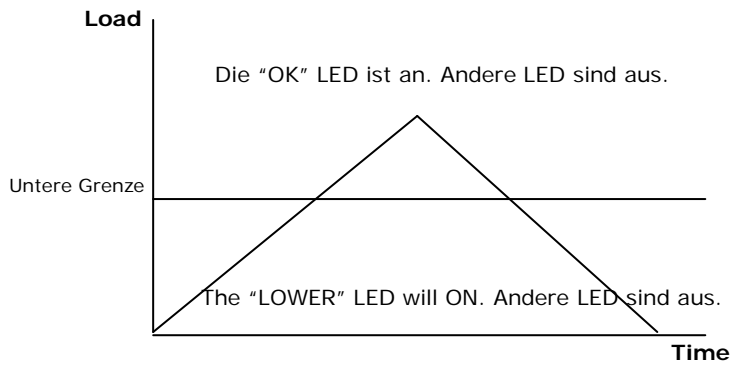 Load
Die “OK” LED ist an. Andere LED sind aus.
Untere Grenze
The “LOWER” LED will ON. Andere LED sind aus.
Time